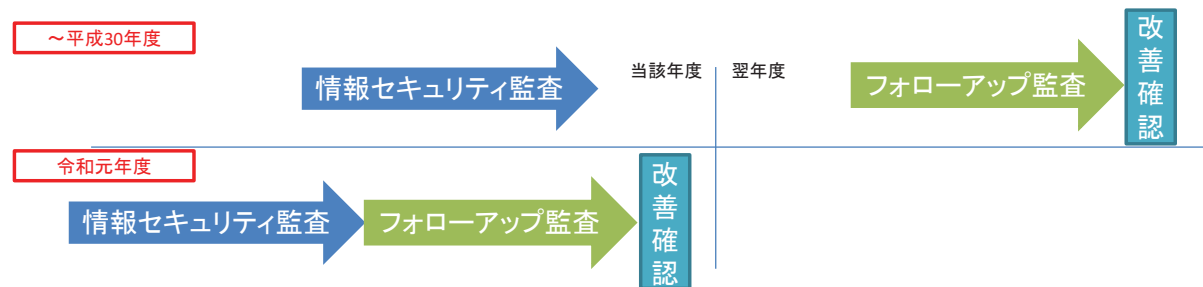 ～平成30年度
情報セキュリティ監査
当該年度
翌年度
フォローアップ監査
改善確認
令和元年度
情報セキュリティ監査
フォローアップ監査
改善確認